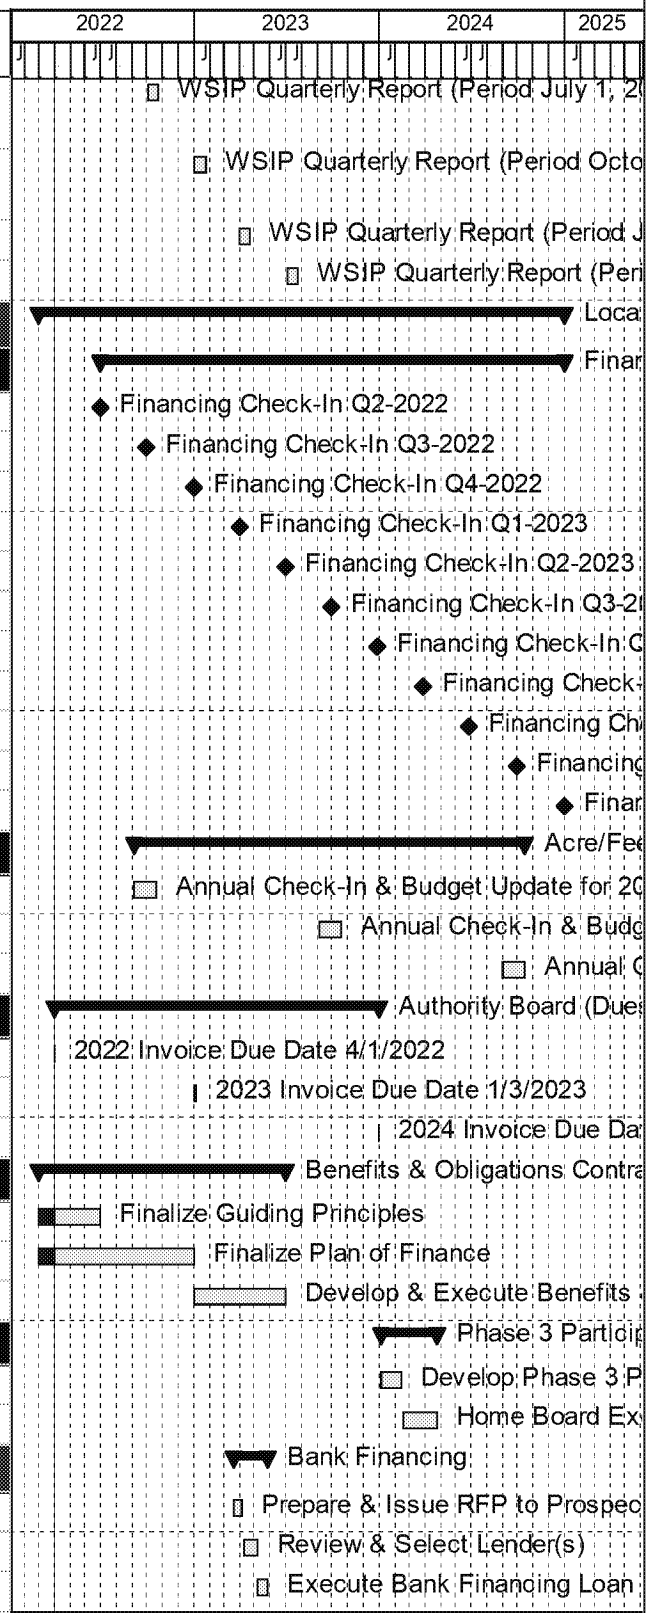 2022 2023 2024 2025
J J J J J J J J
WSIP Quarterly Report (Period July 1, 20
WSIP Quarterly Report (Period Octo
WSIP Quarterly Report (Period J
WSIP Quarterly Report (Peri
Loca
Finan
Financing Check-In Q2-2022
Financing Check-In Q3-2022
Financing Check-In Q4-2022
Financing Check-In Q1-2023
Financing Check-In Q2-2023
Financing Check-In Q3-20
Financing Check-In Q
Financing Check-
Financing Ch
Financing
Finan
Acre/Fee
Annual Check-In & Budget Update for 20
Annual Check-In & Budg
Annual C
Authority Board (Dues
2022 Invoice Due Date 4/1/2022
2023 Invoice Due Date 1/3/2023
2024 Invoice Due Da
Benefits & Obligations Contra
Finalize Guiding Principles
Finalize Plan of Finance
Develop & Execute Benefits
Phase 3 Particip
Develop Phase 3 P
Home Board Ex
Bank Financing
Prepare & Issue RFP to Prospec
Review & Select Lender(s)
Execute Bank Financing Loan